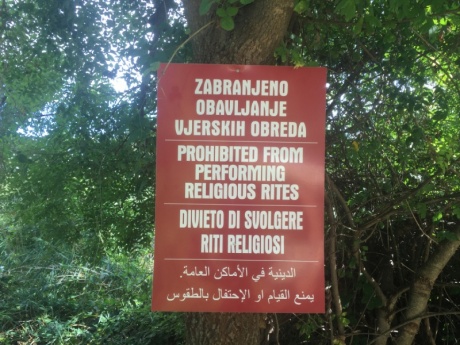 ZABRANJENO
OBAVLJANJE
VJERSKIH OBREDA
PROHIBITED FROM
PERFORMING
RELIGIOUS RITES
DIVIETO DI SVOLGERE
RITI RELIGIOSI
الدينية في الأماكن العامة.
يمنع القيام او الإحتفال بالطقوس